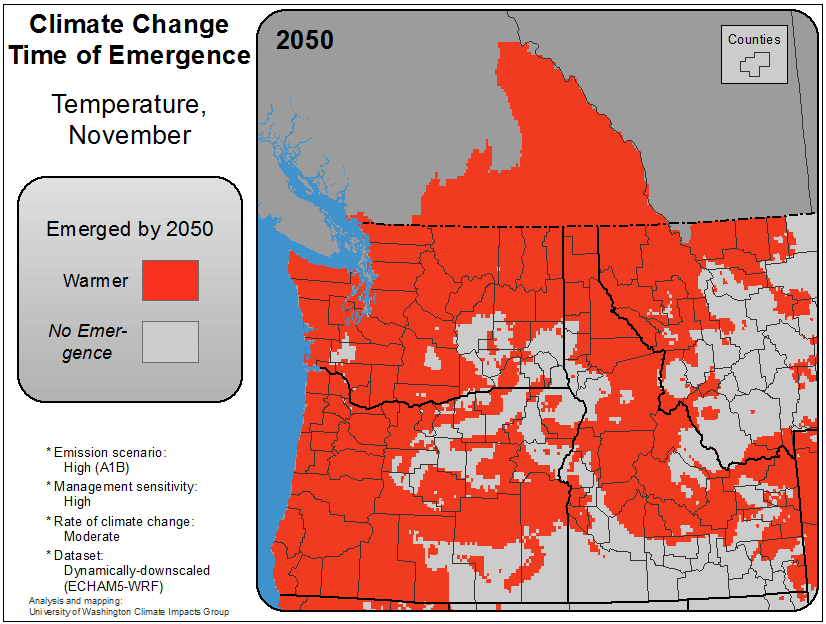 Climate Change
Time of Emergence
Temperature,
November
Emerged by 2050
Warmer
No Emer-
gence
* Emission scenario:
High (A1B)
* Management sensitivity:
High
* Rate of climate change:
Moderate
* Dataset:
Dynamically-downscaled
(ECHAM5-WRF)
Analysis and mapping:
University of Washington Climate Impacts Group
2050
Counties